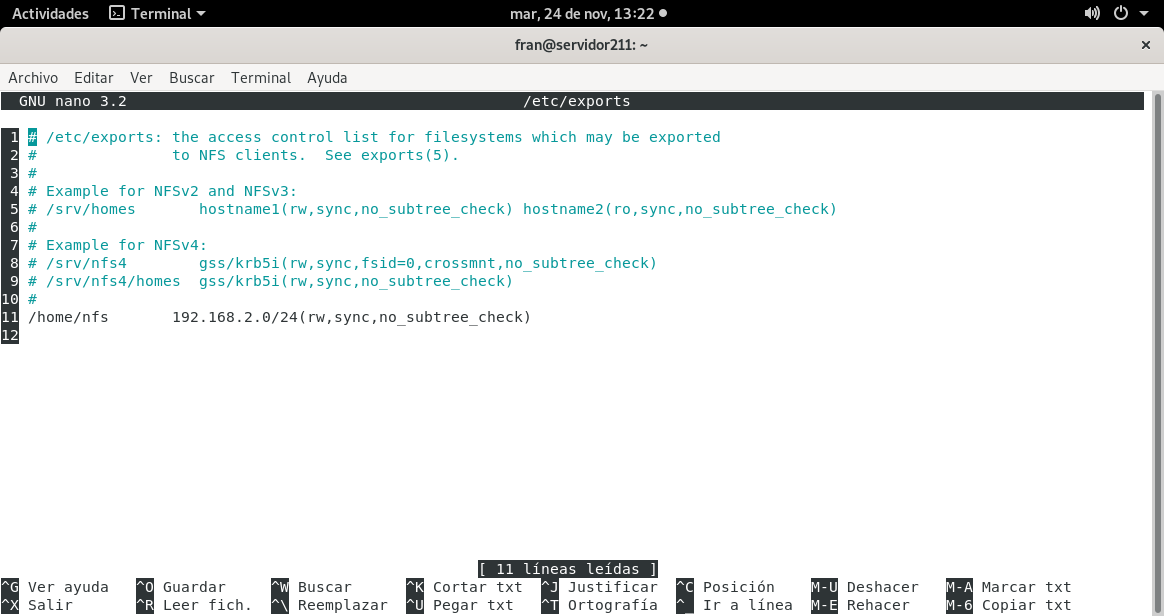 Actividades Terminal mar, 24 de nov, 13:22
fran@servidor211: ~ ×
Archivo Editar Ver Buscar Terminal Ayuda
GNU nano 3.2 /etc/exports
1 # /etc/exports: the access control list for filesystems which may be exported
2 #               to NFS clients.  See exports(5).
3 #
4 # Example for NFSv2 and NFSv3:
5 # /srv/homes       hostname1(rw,sync,no_subtree_check) hostname2(ro,sync,no_subtree_check)
6 #
7 # Example for NFSv4:
8 # /srv/nfs4        gss/krb5i(rw,sync,fsid=0,crossmnt,no_subtree_check)
9 # /srv/nfs4/homes  gss/krb5i(rw,sync,no_subtree_check)
10 #
11 /home/nfs       192.168.2.0/24(rw,sync,no_subtree_check)
12
[ 11 líneas leídas ]
^G Ver ayuda ^O Guardar ^W Buscar ^K Cortar txt ^J Justificar ^C Posición M-U Deshacer M-A Marcar txt
^X Salir ^R Leer fich. ^\ Reemplazar ^U Pegar txt ^T Ortografía ^_ Ir a línea M-E Rehacer M-6 Copiar txt